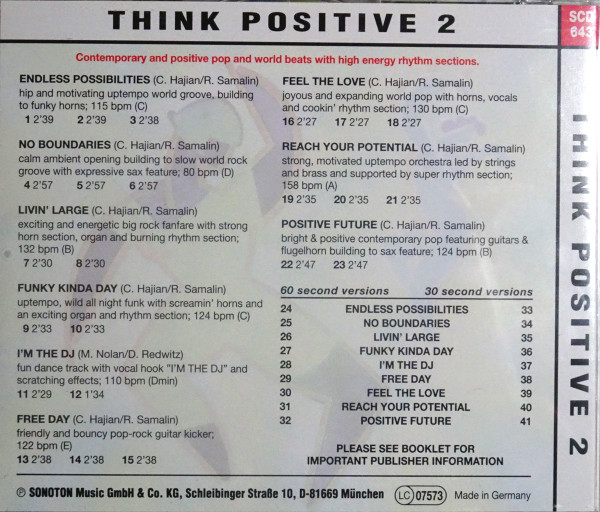 THINK POSITIVE 2
SCD
643
Contemporary and positive pop and world beats with high energy rhythm sections.
ENDLESS POSSIBILITIES (C. Hajian/R. Samalin)
hip and motivating uptempo world groove, building
to funky horns; 115 bpm (C)
1 2'39 2 2'39 3 2'38
NO BOUNDARIES (C. Hajian/R. Samalin)
calm ambient opening building to slow world rock
groove with expressive sax feature; 80 bpm (D)
4 2'57 5 2'57 6 2'57
LIVIN' LARGE (C. Hajian/R. Samalin)
exciting and energetic big rock fanfare with strong
horn section, organ and burning rhythm section;
132 bpm (B)
7 2'30 8 2'30
FUNKY KINDA DAY (C. Hajian/R. Samalin)
uptempo, wild all night funk with screamin' horns and
an exciting organ and rhythm section; 124 bpm (C)
9 2'33 10 2'33
I'M THE DJ (M. Nolan/D. Redwitz)
fun dance track with vocal hook "I'M THE DJ" and
scratching effects; 110 bpm (Dmin)
11 2'29 12 1'34
FREE DAY (C. Hajian/R. Samalin)
friendly and bouncy pop-rock guitar kicker;
122 bpm (E)
13 2'38 14 2'38 15 2'38
FEEL THE LOVE (C. Hajian/R. Samalin)
joyous and expanding world pop with horns, vocals
and cookin' rhythm section; 130 bpm (C)
16 2'27 17 2'27 18 2'27
REACH YOUR POTENTIAL (C. Hajian/R. Samalin)
strong, motivated uptempo orchestra led by strings
and brass and supported by super rhythm section;
158 bpm (A)
19 2'35 20 2'35 21 2'35
POSITIVE FUTURE (C. Hajian/R. Samalin)
bright & positive contemporary pop featuring guitars &
flugelhorn building to sax feature; 124 bpm (B)
22 2'47 23 2'47
60 second versions 30 second versions
24 ENDLESS POSSIBILITIES 33
25 NO BOUNDARIES 34
26 LIVIN' LARGE 35
27 FUNKY KINDA DAY 36
28 I'M THE DJ 37
29 FREE DAY 38
30 FEEL THE LOVE 39
31 REACH YOUR POTENTIAL 40
32 POSITIVE FUTURE 41
PLEASE SEE BOOKLET FOR
IMPORTANT PUBLISHER INFORMATION
℗ SONOTON Music GmbH & Co. KG, Schleibinger Straße 10, D-81669 München LC 07573 Made in Germany
THINK POSITIVE 2